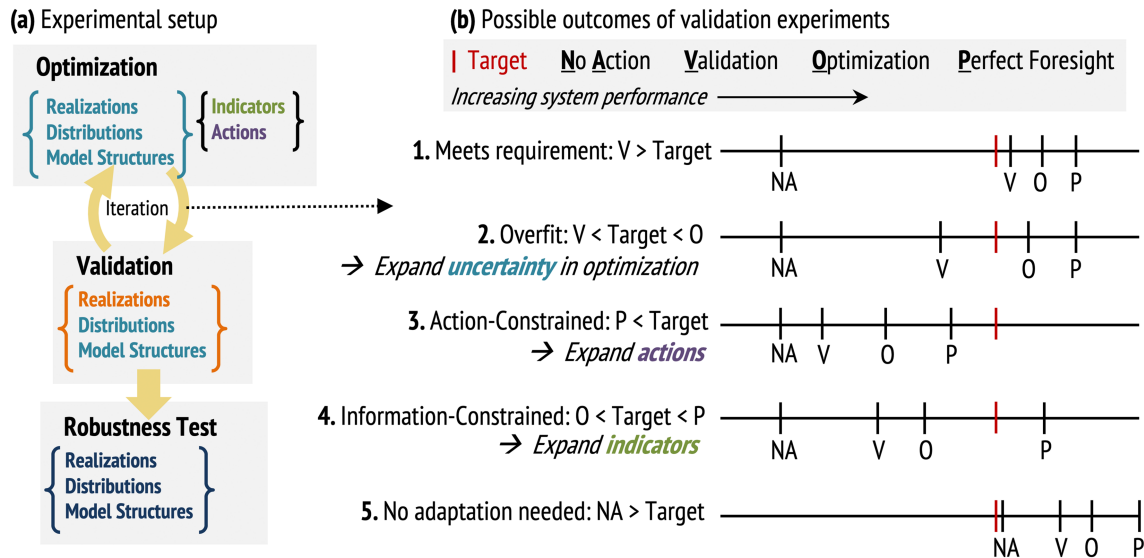 (a) Experimental setup
Optimization
Realizations
Distributions
Model Structures
Indicators
Actions
Iteration
Validation
Realizations
Distributions
Model Structures
Robustness Test
Realizations
Distributions
Model Structures
(b) Possible outcomes of validation experiments
| Target No Action Validation Optimization Perfect Foresight
Increasing system performance
1. Meets requirement: V > Target
NA V O P
2. Overfit: V < Target < O
→ Expand uncertainty in optimization
NA V O P
3. Action-Constrained: P < Target
→ Expand actions
NA V O P
4. Information-Constrained: O < Target < P
→ Expand indicators
NA V O P
5. No adaptation needed: NA > Target
NA V O P